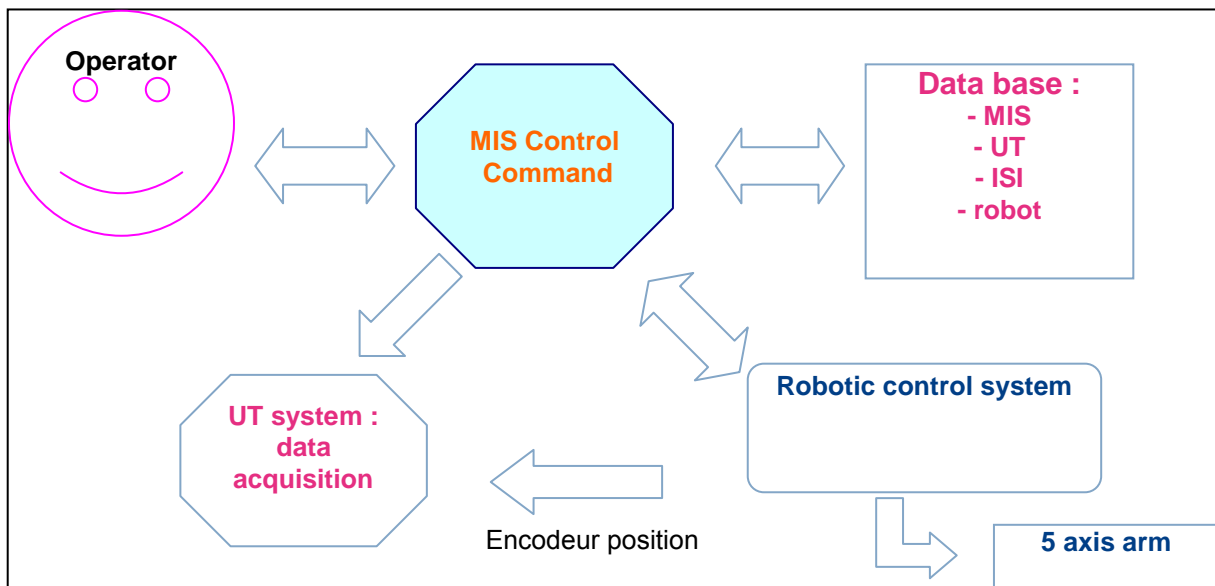 Operator
MIS Control
Command
Data base :
- MIS
- UT
- ISI
- robot
UT system :
data
acquisition
Robotic control system
Encodeur position
5 axis arm